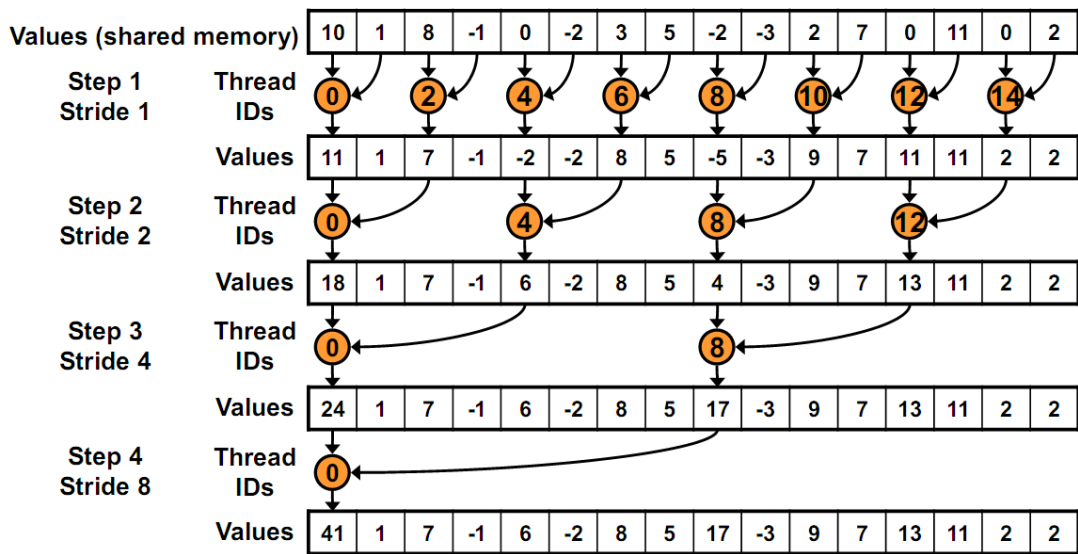 Values (shared memory) 10 1 8 -1 0 -2 3 5 -2 -3 2 7 0 11 0 2
Step 1 Stride 1 Thread IDs 0 2 4 6 8 10 12 14
Values 11 1 7 -1 -2 -2 8 5 -5 -3 9 7 11 11 2 2
Step 2 Stride 2 Thread IDs 0 4 8 12
Values 18 1 7 -1 6 -2 8 5 4 -3 9 7 13 11 2 2
Step 3 Stride 4 Thread IDs 0 8
Values 24 1 7 -1 6 -2 8 5 17 -3 9 7 13 11 2 2
Step 4 Stride 8 Thread IDs 0
Values 41 1 7 -1 6 -2 8 5 17 -3 9 7 13 11 2 2